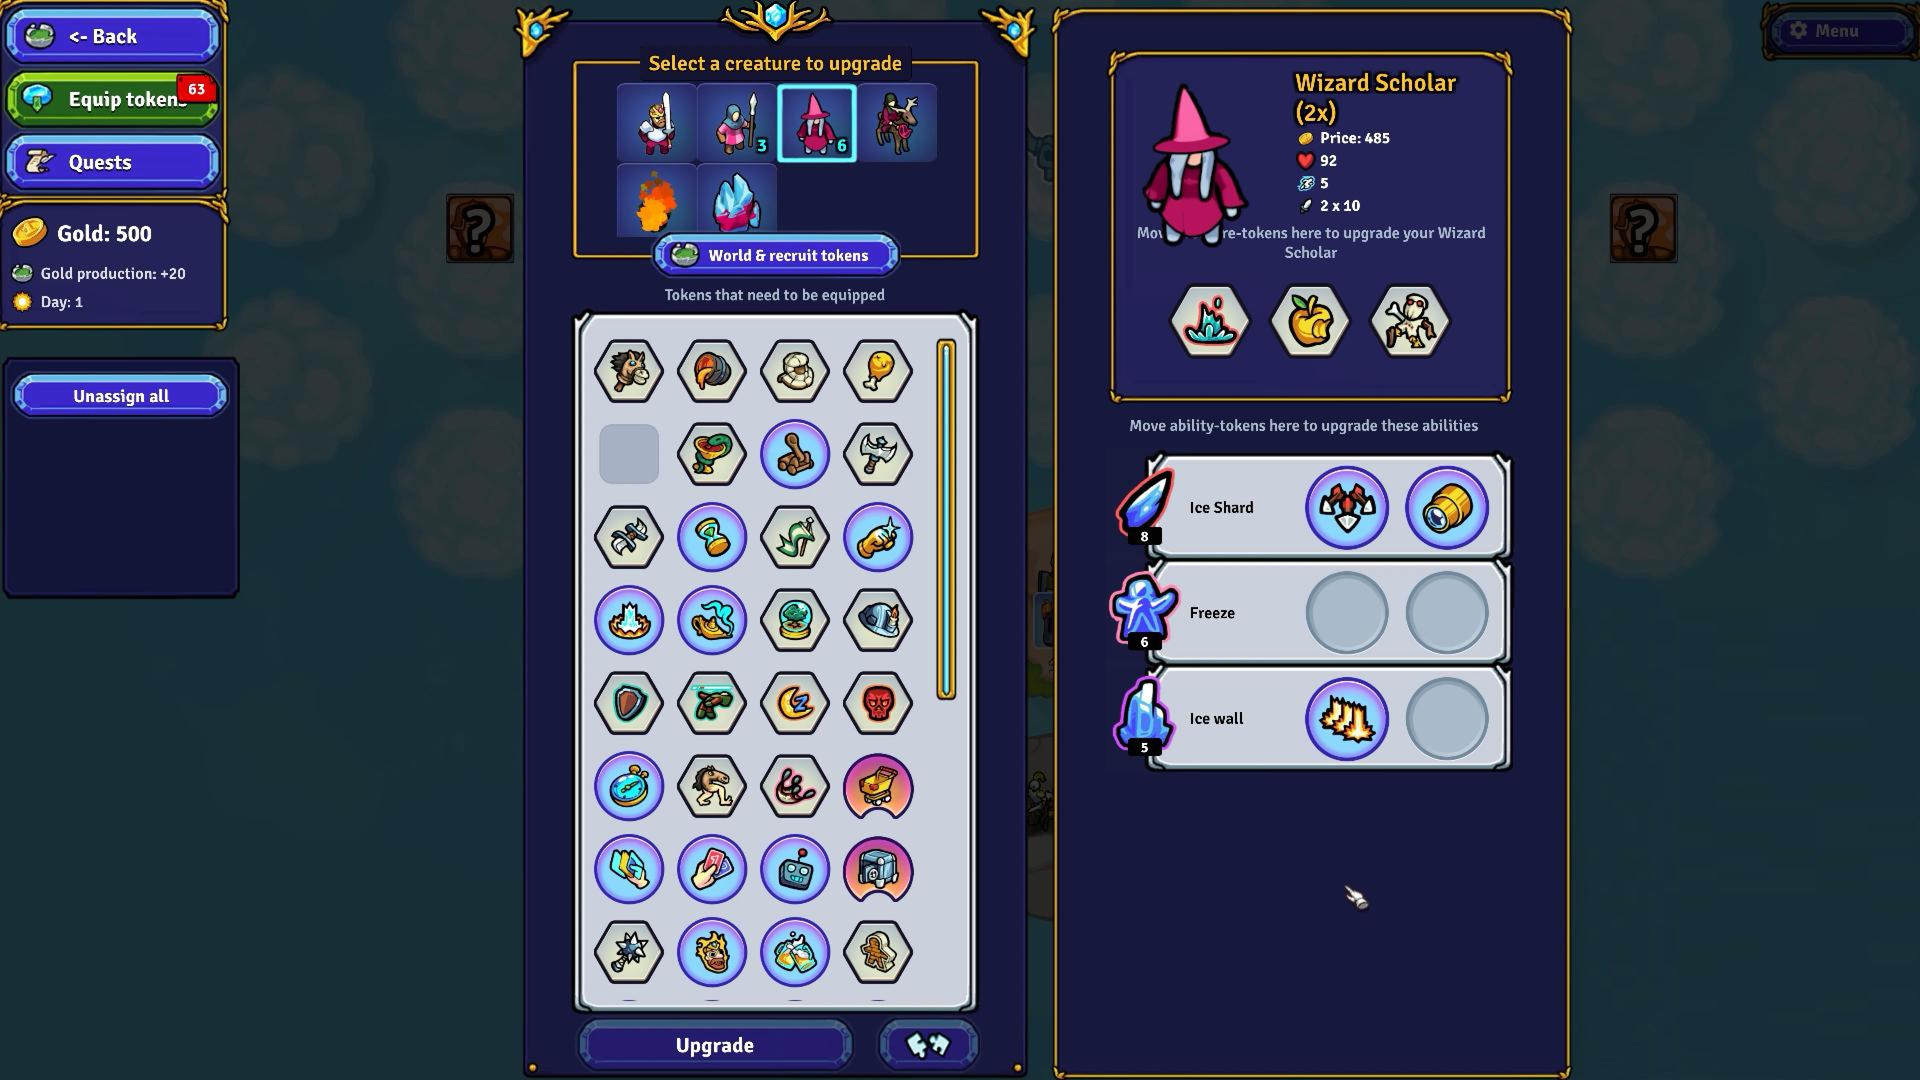 <- Back
Equip token
63
Quests
Gold: 500
Gold production: +20
Day: 1
Unassign all
Select a creature to upgrade
3
6
World & recruit tokens
Tokens that need to be equipped
Upgrade
Wizard Scholar
(2x)
Price: 485
92
5
2 x 10
Mov re-tokens here to upgrade your Wizard
Scholar
Move ability-tokens here to upgrade these abilities
Ice Shard
8
Freeze
6
Ice wall
5
Menu